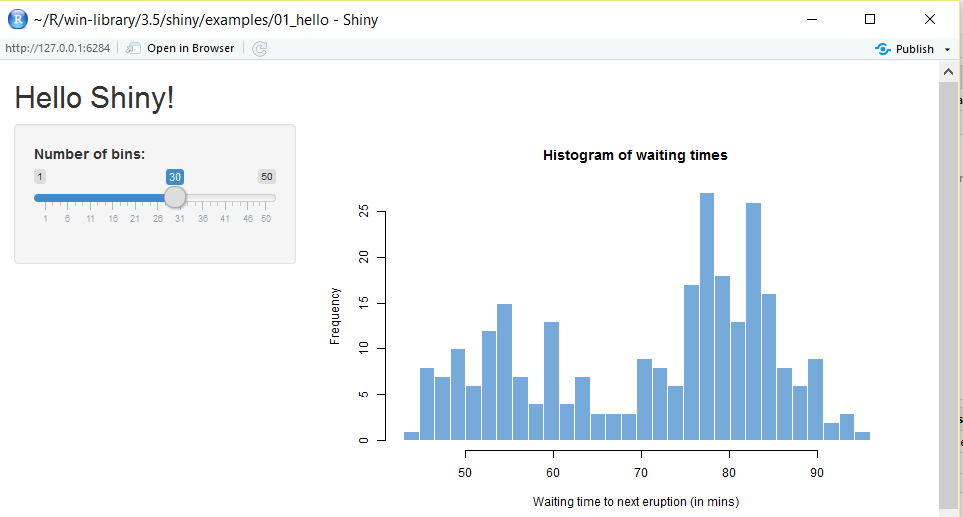 R ~/R/win-library/3.5/shiny/examples/01_hello - Shiny
http://127.0.0.1:6284 Open in Browser Publish
Hello Shiny!
Number of bins:
1 30 50
1 6 11 16 21 26 31 36 41 46 50
Histogram of waiting times
25
20
15
10
5
0
Frequency
50 60 70 80 90
Waiting time to next eruption (in mins)